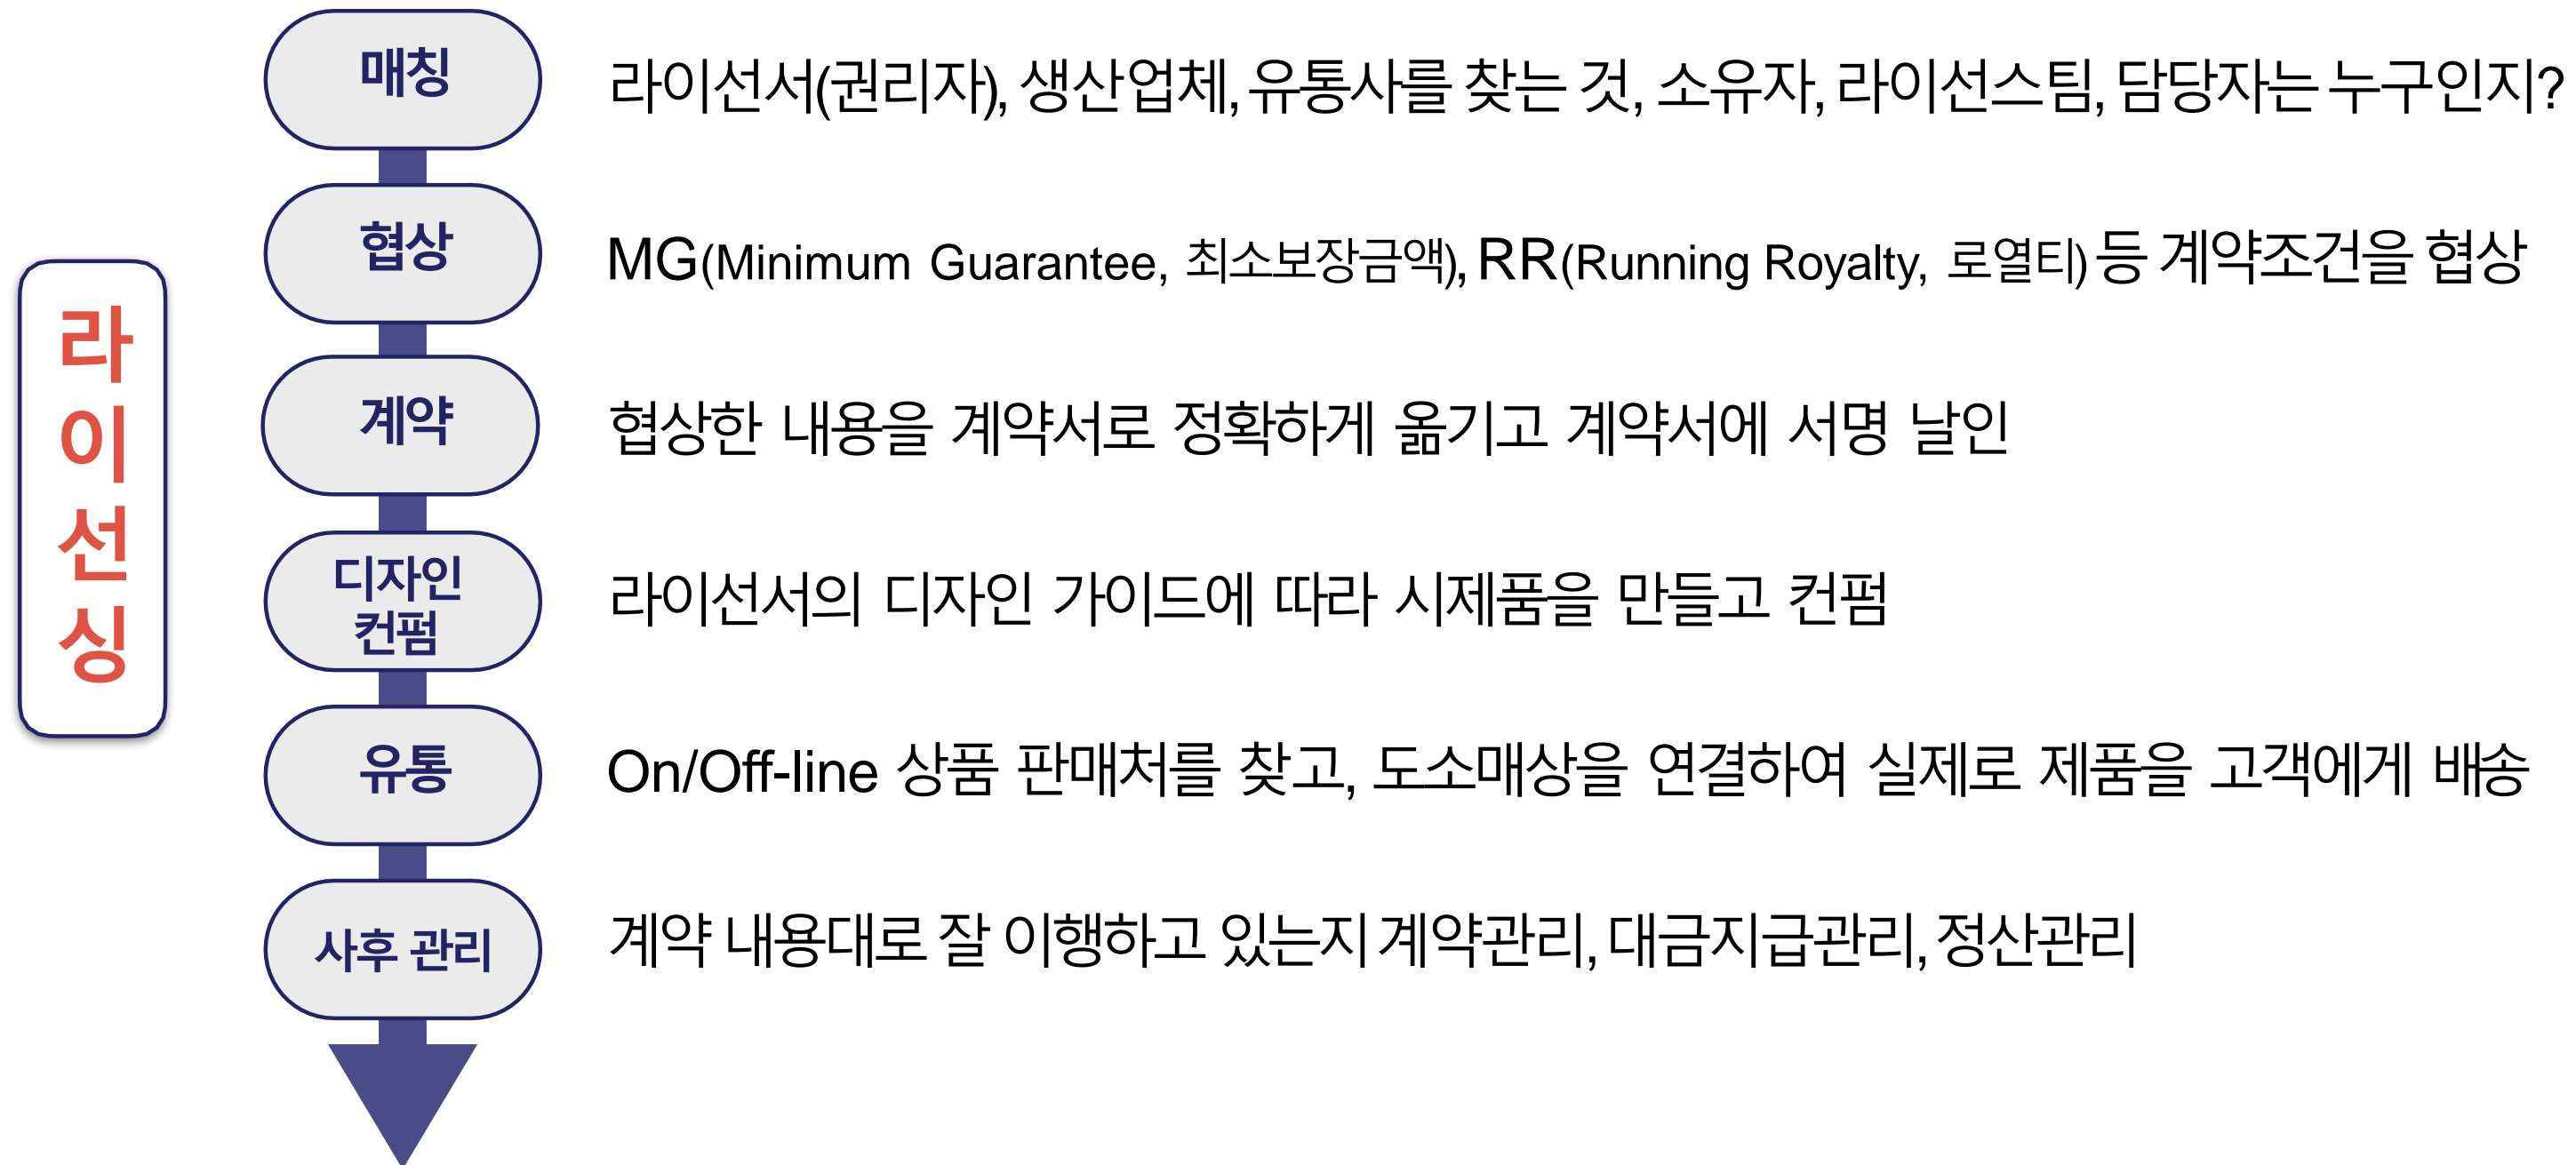 라이선싱
매칭
라이선서(권리자), 생산업체, 유통사를 찾는 것, 소유자, 라이선스팀, 담당자는 누구인지?
협상
MG(Minimum Guarantee, 최소보장금액), RR(Running Royalty, 로열티) 등 계약조건을 협상
계약
협상한 내용을 계약서로 정확하게 옮기고 계약서에 서명 날인
디자인
컨펌
라이선서의 디자인 가이드에 따라 시제품을 만들고 컨펌
유통
On/Off-line 상품 판매처를 찾고, 도소매상을 연결하여 실제로 제품을 고객에게 배송
사후 관리
계약 내용대로 잘 이행하고 있는지 계약관리, 대금지급관리, 정산관리